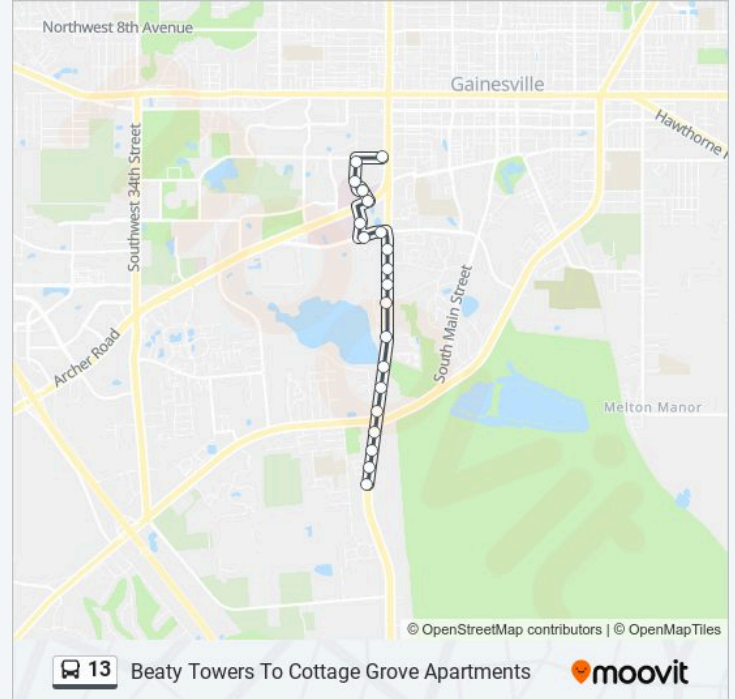 Northwest 8th Avenue
Gainesville
Hawthorne
Southwest 34th Street
South Main Street
Archer Road
Melton Manor
© OpenStreetMap contributors | © OpenMapTiles
13 Beaty Towers To Cottage Grove Apartments moovit